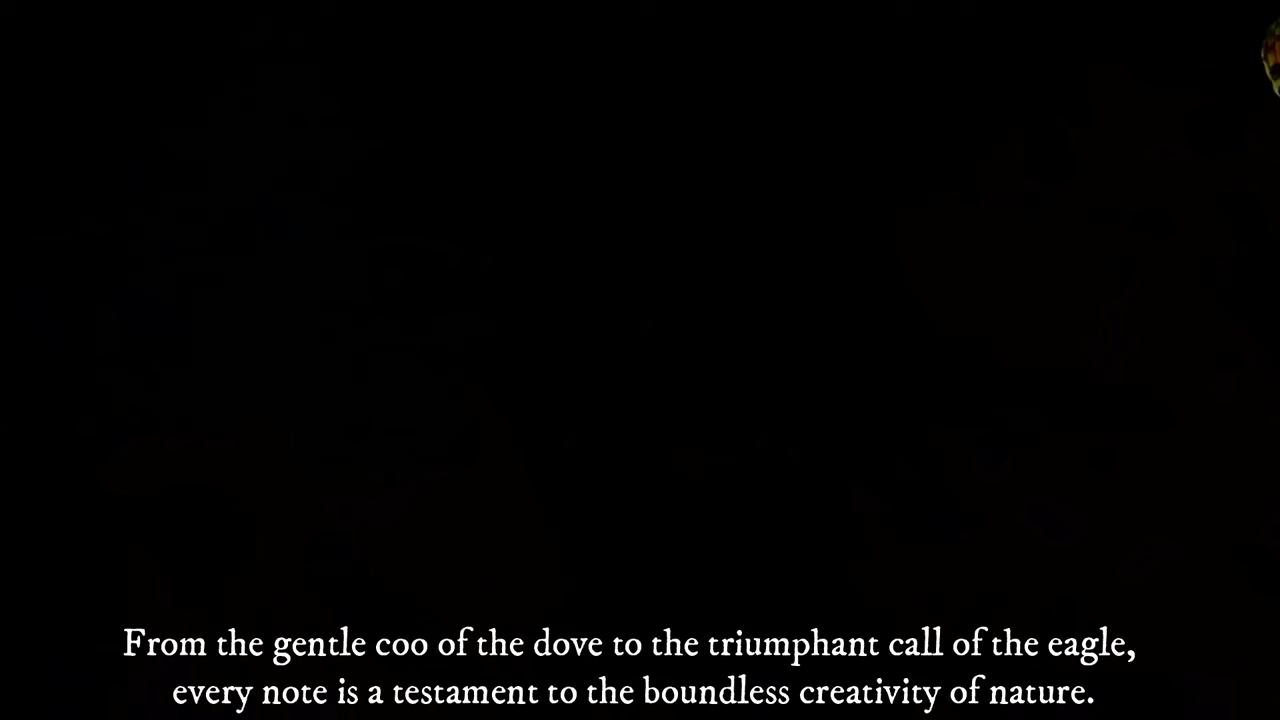 From the gentle coo of the dove to the triumphant call of the eagle,
every note is a testament to the boundless creativity of nature.